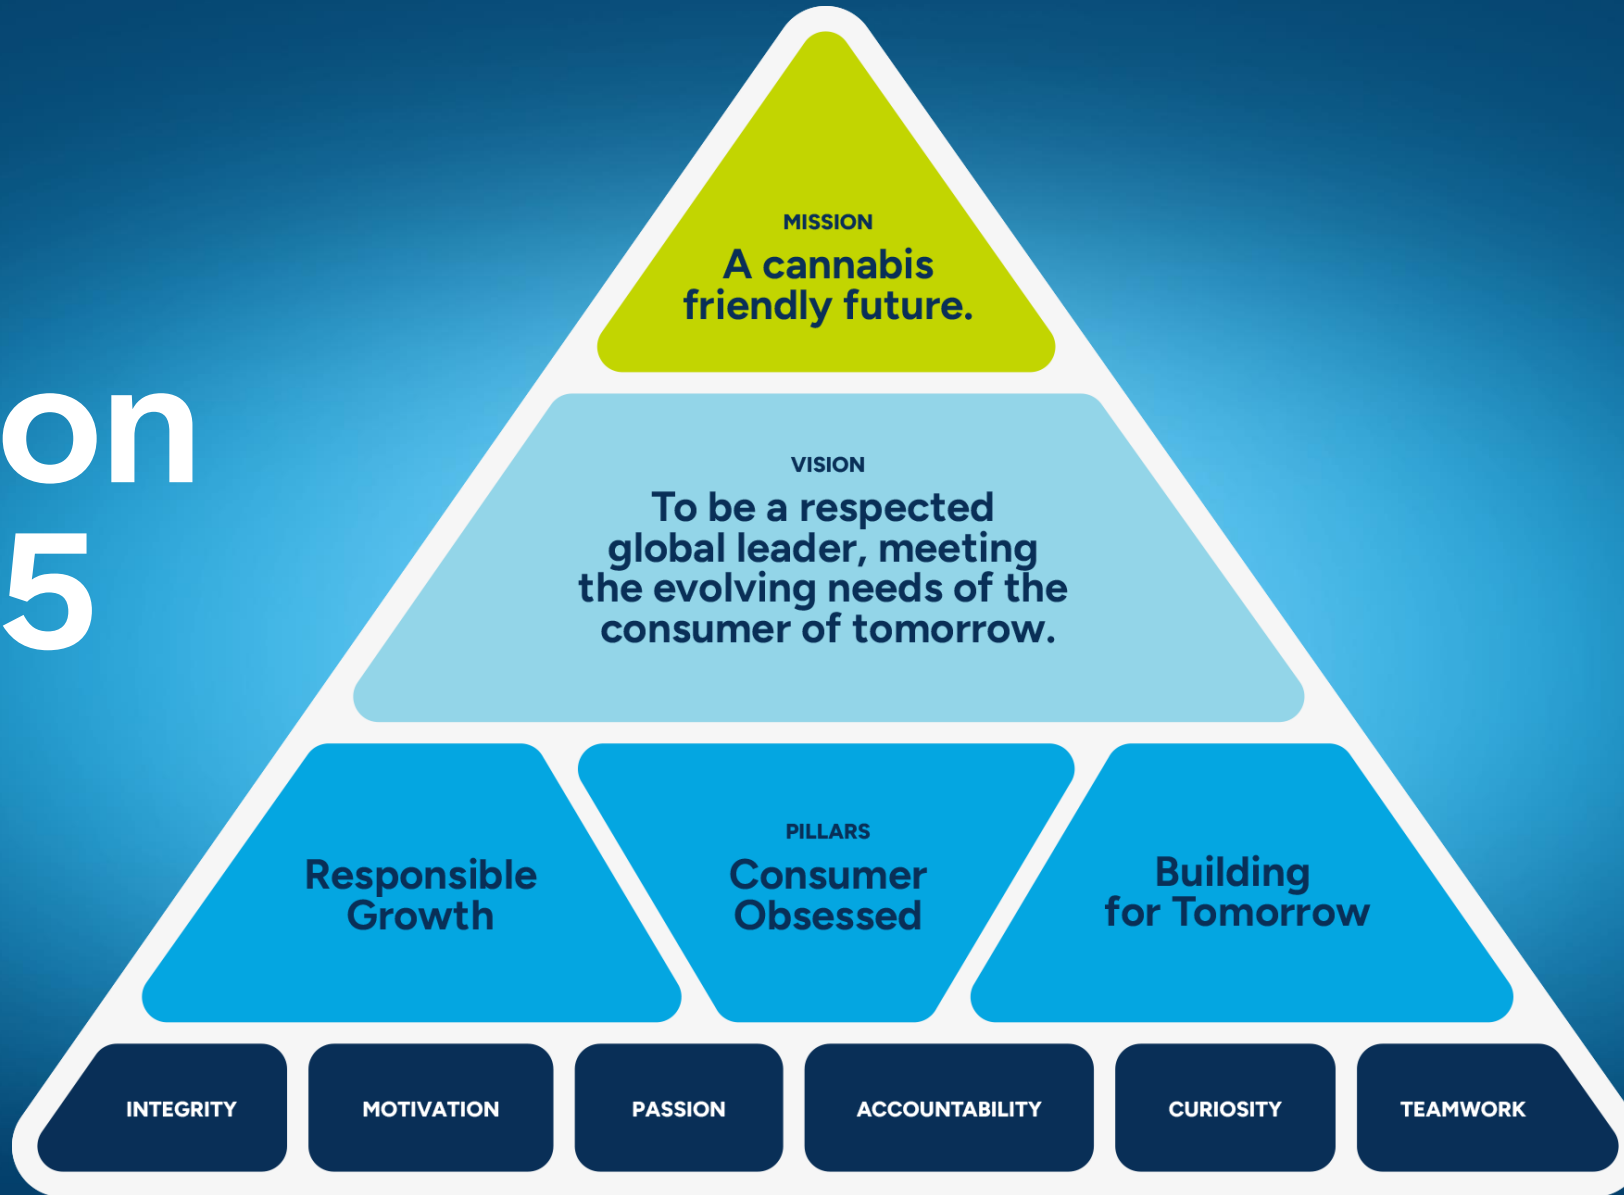 on
5
MISSION
A cannabis
friendly future.
VISION
To be a respected
global leader, meeting
the evolving needs of the
consumer of tomorrow.
Responsible
Growth
PILLARS
Consumer
Obsessed
Building
for Tomorrow
INTEGRITY
MOTIVATION
PASSION
ACCOUNTABILITY
CURIOSITY
TEAMWORK